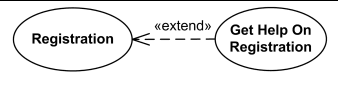 Registration
«extend»
Get Help On
Registration